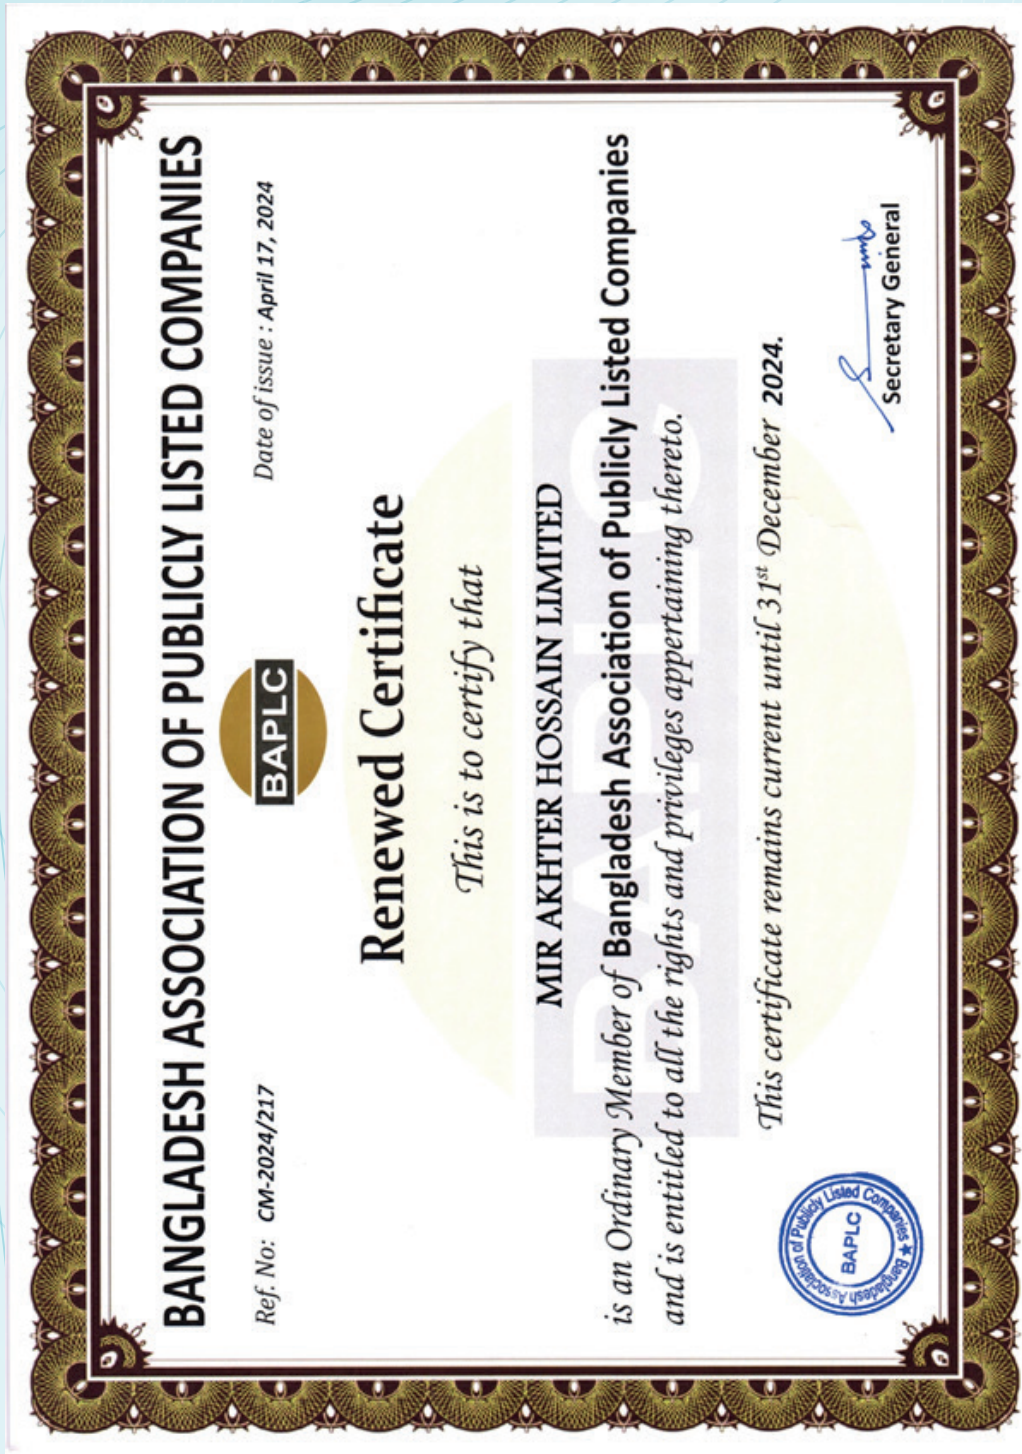 BANGLADESH ASSOCIATION OF PUBLICLY LISTED COMPANIES
Ref. No: CM-2024/217
BAPLC
Date of issue : April 17, 2024
Renewed Certificate
This is to certify that
MIR AKHTER HOSSAIN LIMITED
is an Ordinary Member of Bangladesh Association of Publicly Listed Companies
and is entitled to all the rights and privileges appertaining thereto.
This certificate remains current until 31st December 2024.
BAPLC
Bangladesh Association of Publicly Listed Companies ★
BAPLC
Secretary General